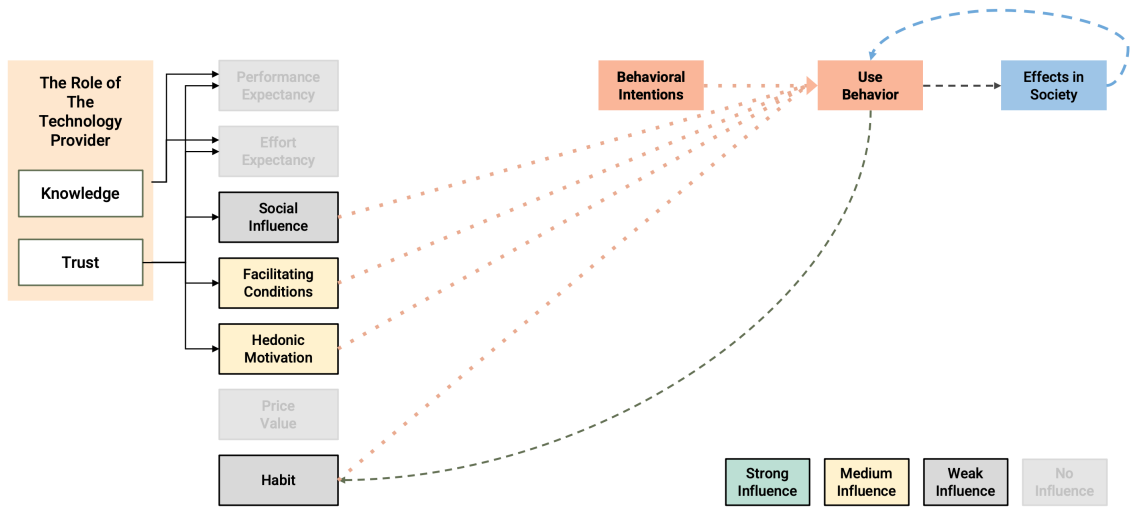 The Role of
The
Technology
Provider
Knowledge
Trust
Performance
Expectancy
Effort
Expectancy
Social
Influence
Facilitating
Conditions
Hedonic
Motivation
Price
Value
Habit
Behavioral
Intentions
Use
Behavior
Effects in
Society
Strong
Influence
Medium
Influence
Weak
Influence
No
Influence